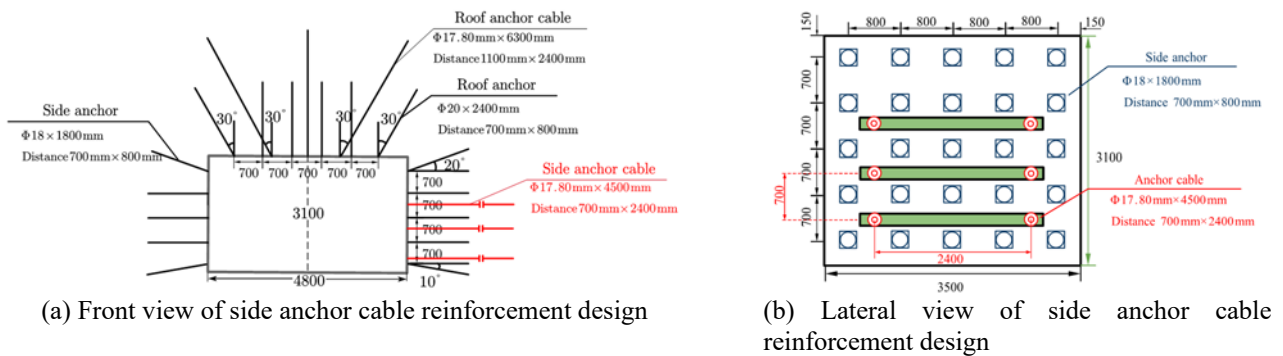 Roof anchor cable
Φ17.80mm×6300mm
Distance1100mm×2400mm
Roof anchor
Φ20×2400mm
Distance700mm×800mm
Side anchor
Φ18×1800mm
Distance700mm×800mm
30°
30°
30°
30°
700
700
700
700
700
20°
700
700
700
3100
4800
10°
Side anchor cable
Φ17.80mm×4500mm
Distance700mm×2400mm
(a) Front view of side anchor cable reinforcement design
150
800
800
800
800
150
700
700
700
700
700
2400
3500
3100
Side anchor
Φ18×1800mm
Distance 700mm×800mm
Anchor cable
Φ17.80mm×4500mm
Distance 700mm×2400mm
(b) Lateral view of side anchor cable
reinforcement design